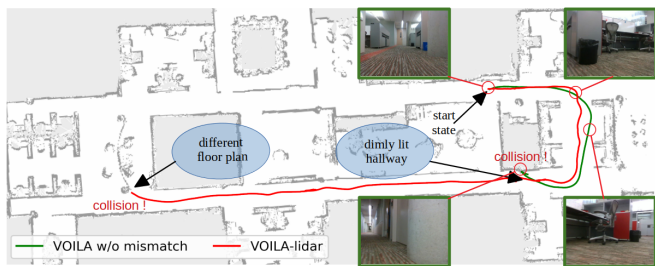 start
state
different
floor plan
dimly lit
hallway
collision !
collision !
VOILA w/o mismatch
VOILA-lidar